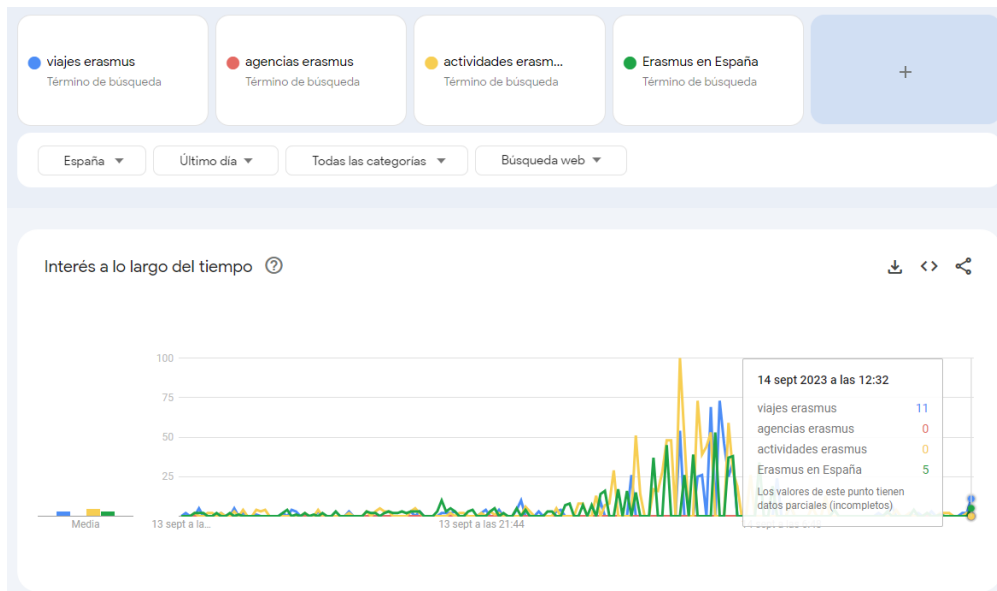 viajes erasmus
Término de búsqueda
agencias erasmus
Término de búsqueda
actividades erasm...
Término de búsqueda
Erasmus en España
Término de búsqueda
+
España
Último día
Todas las categorías
Búsqueda web
Interés a lo largo del tiempo
100
75
50
25
Media
13 sept a la...
13 sept a las 21:44
14 sept 2023 a las 12:32
viajes erasmus 11
agencias erasmus 0
actividades erasmus 0
Erasmus en España 5
Los valores de este punto tienen
datos parciales (incompletos)